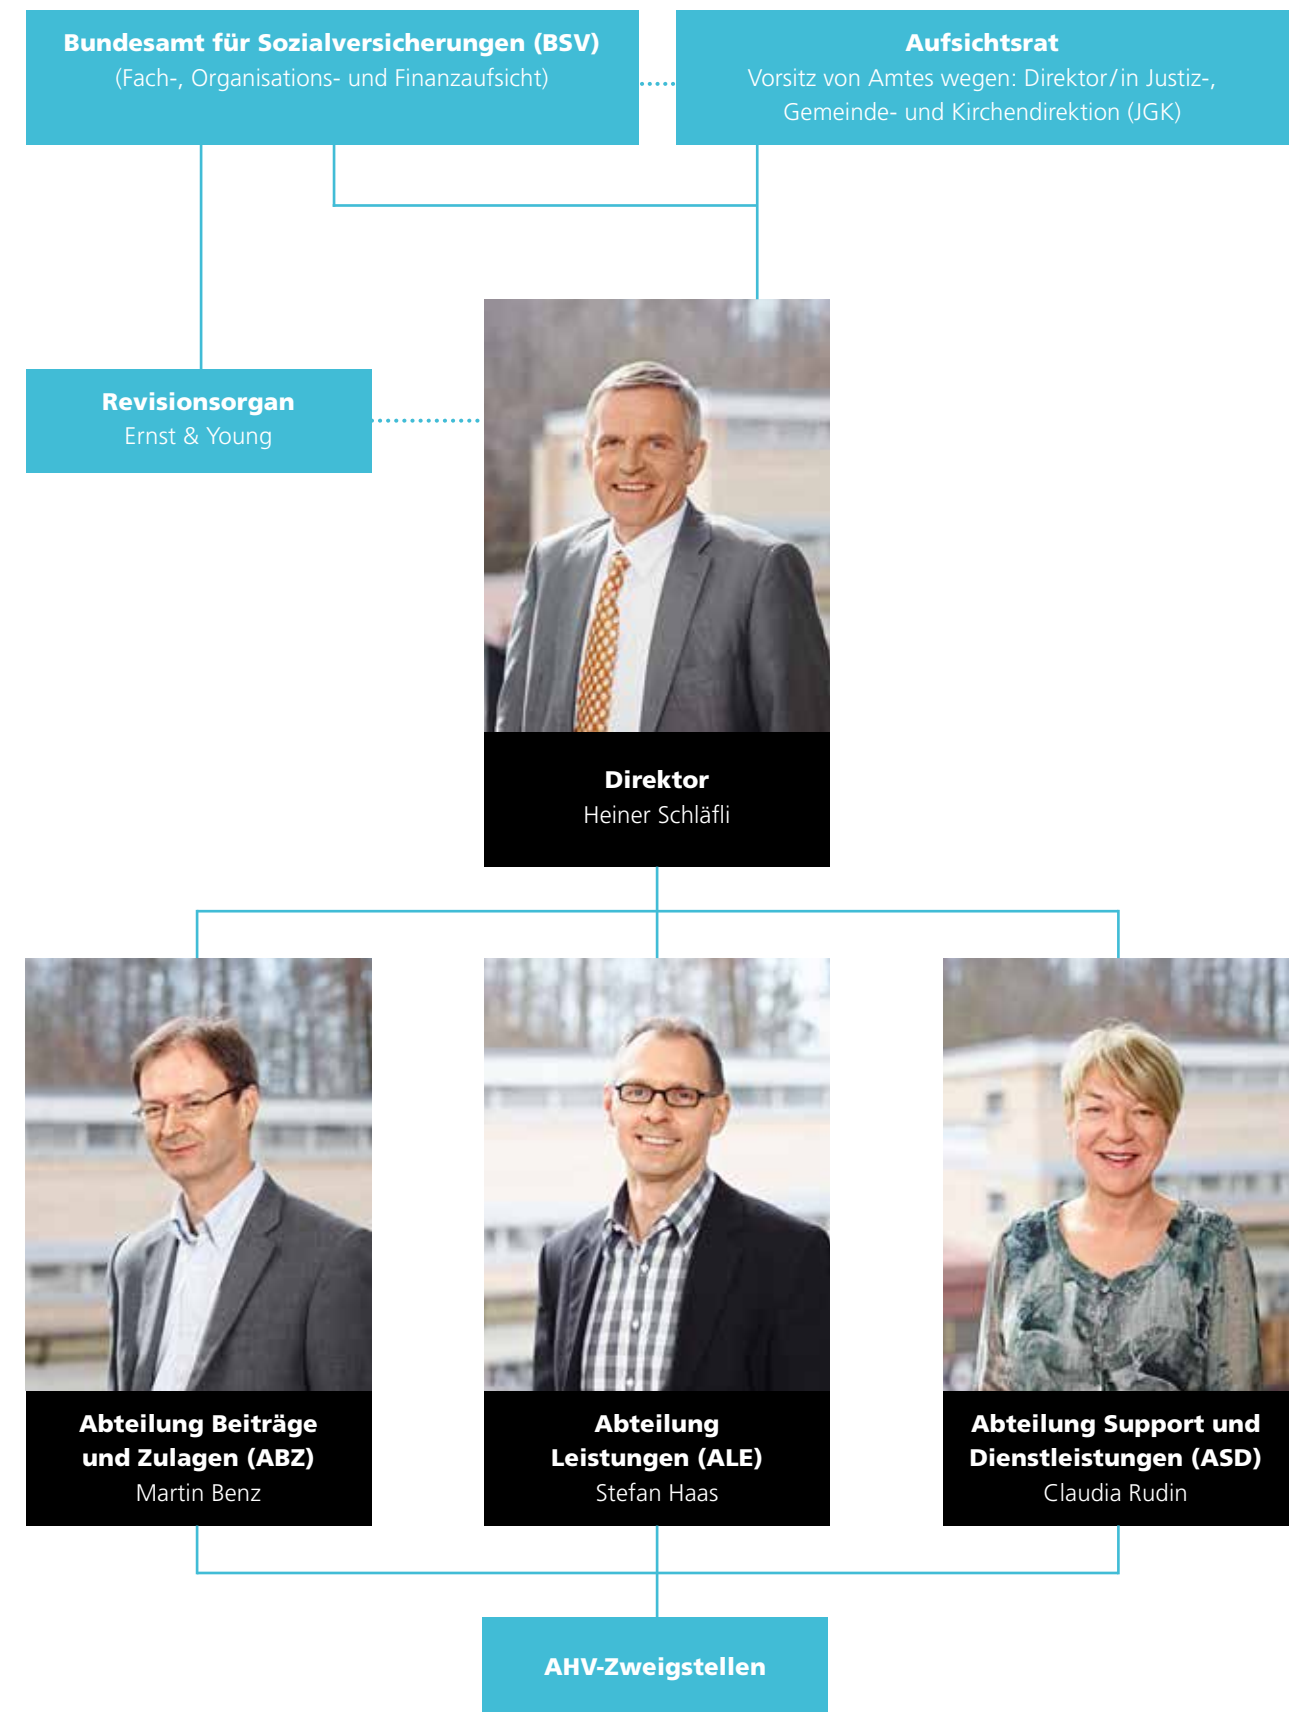 Bundesamt für Sozialversicherungen (BSV)
(Fach-, Organisations- und Finanzaufsicht)
Aufsichtsrat
Vorsitz von Amtes wegen: Direktor/in Justiz-,
Gemeinde- und Kirchendirektion (JGK)
Revisionsorgan
Ernst & Young
Direktor
Heiner Schläfli
Abteilung Beiträge
und Zulagen (ABZ)
Martin Benz
Abteilung
Leistungen (ALE)
Stefan Haas
Abteilung Support und
Dienstleistungen (ASD)
Claudia Rudin
AHV-Zweigstellen